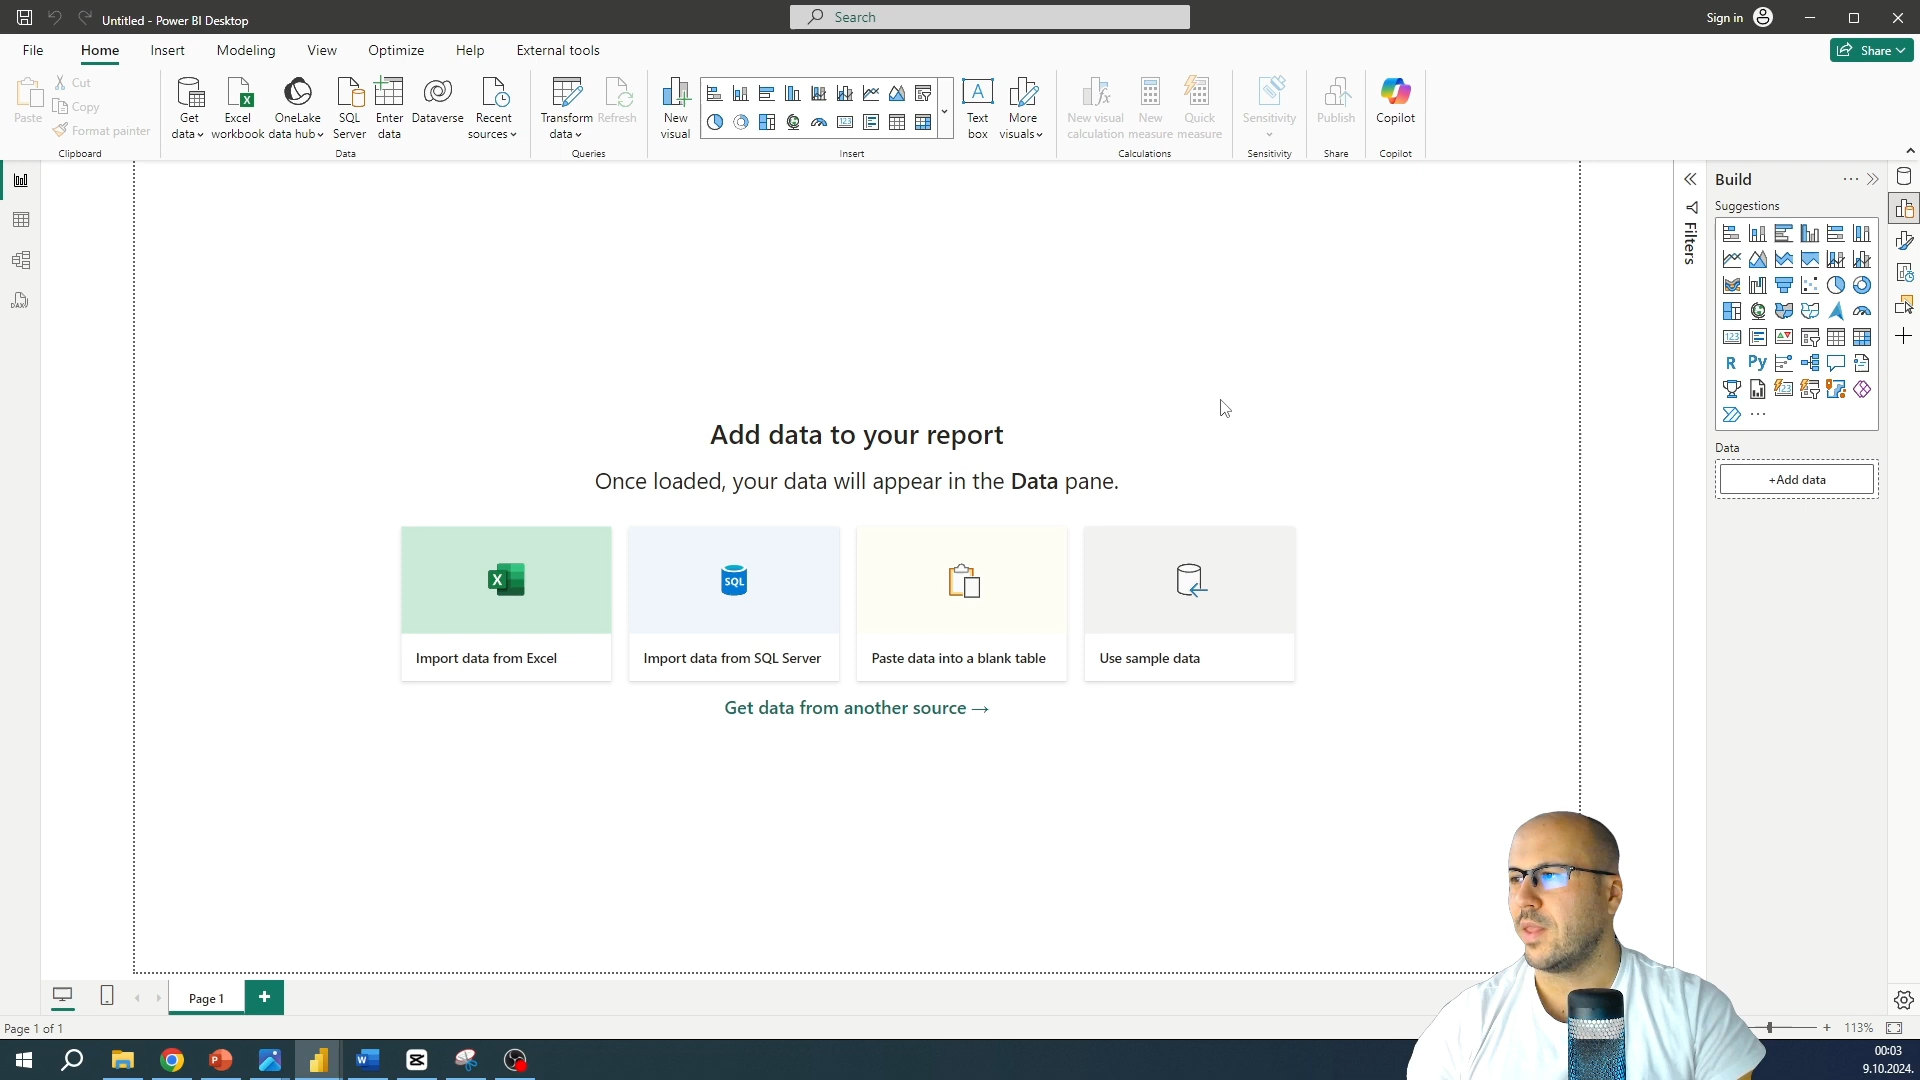 Untitled - Power BI Desktop
Search
Sign in
File
Home
Insert
Modeling
View
Optimize
Help
External tools
Share
Paste
Cut
Copy
Format painter
Clipboard
Get
data
Excel
workbook
OneLake
data hub
SQL
Server
Enter
data
Dataverse
Recent
sources
Data
Transform
data
Refresh
Queries
New
visual
Insert
Text
box
More
visuals
New visual
calculation
New
measure
Quick
measure
Calculations
Sensitivity
Sensitivity
Publish
Share
Copilot
Copilot
Filters
Build
Suggestions
123
R
Py
Data
+Add data
Add data to your report
Once loaded, your data will appear in the Data pane.
X
SQL
Import data from Excel
Import data from SQL Server
Paste data into a blank table
Use sample data
Get data from another source →
DAX
Page 1
Page 1 of 1
113%
00:03
9.10.2024.